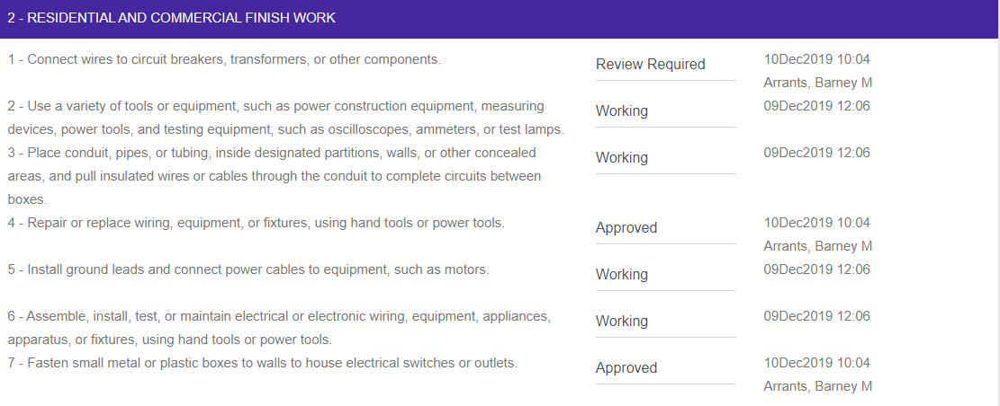 2 - RESIDENTIAL AND COMMERCIAL FINISH WORK
1 - Connect wires to circuit breakers, transformers, or other components.
Review Required
10Dec2019 10:04
Arrants, Barney M
2 - Use a variety of tools or equipment, such as power construction equipment, measuring
devices, power tools, and testing equipment, such as oscilloscopes, ammeters, or test lamps.
Working
09Dec2019 12:06
3 - Place conduit, pipes, or tubing, inside designated partitions, walls, or other concealed
areas, and pull insulated wires or cables through the conduit to complete circuits between
boxes.
Working
09Dec2019 12:06
4 - Repair or replace wiring, equipment, or fixtures, using hand tools or power tools.
Approved
10Dec2019 10:04
Arrants, Barney M
5 - Install ground leads and connect power cables to equipment, such as motors.
Working
09Dec2019 12:06
6 - Assemble, install, test, or maintain electrical or electronic wiring, equipment, appliances,
apparatus, or fixtures, using hand tools or power tools.
Working
09Dec2019 12:06
7 - Fasten small metal or plastic boxes to walls to house electrical switches or outlets.
Approved
10Dec2019 10:04
Arrants, Barney M